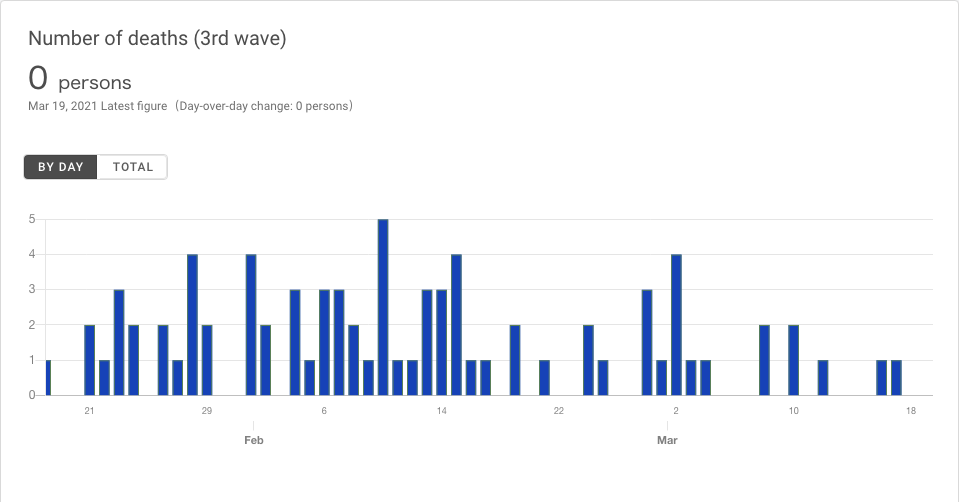 Number of deaths (3rd wave)
0 persons
Mar 19, 2021 Latest figure (Day-over-day change: 0 persons)
BY DAY TOTAL
5
4
3
2
1
0
21 29 6 14 22 2 10 18
Feb Mar